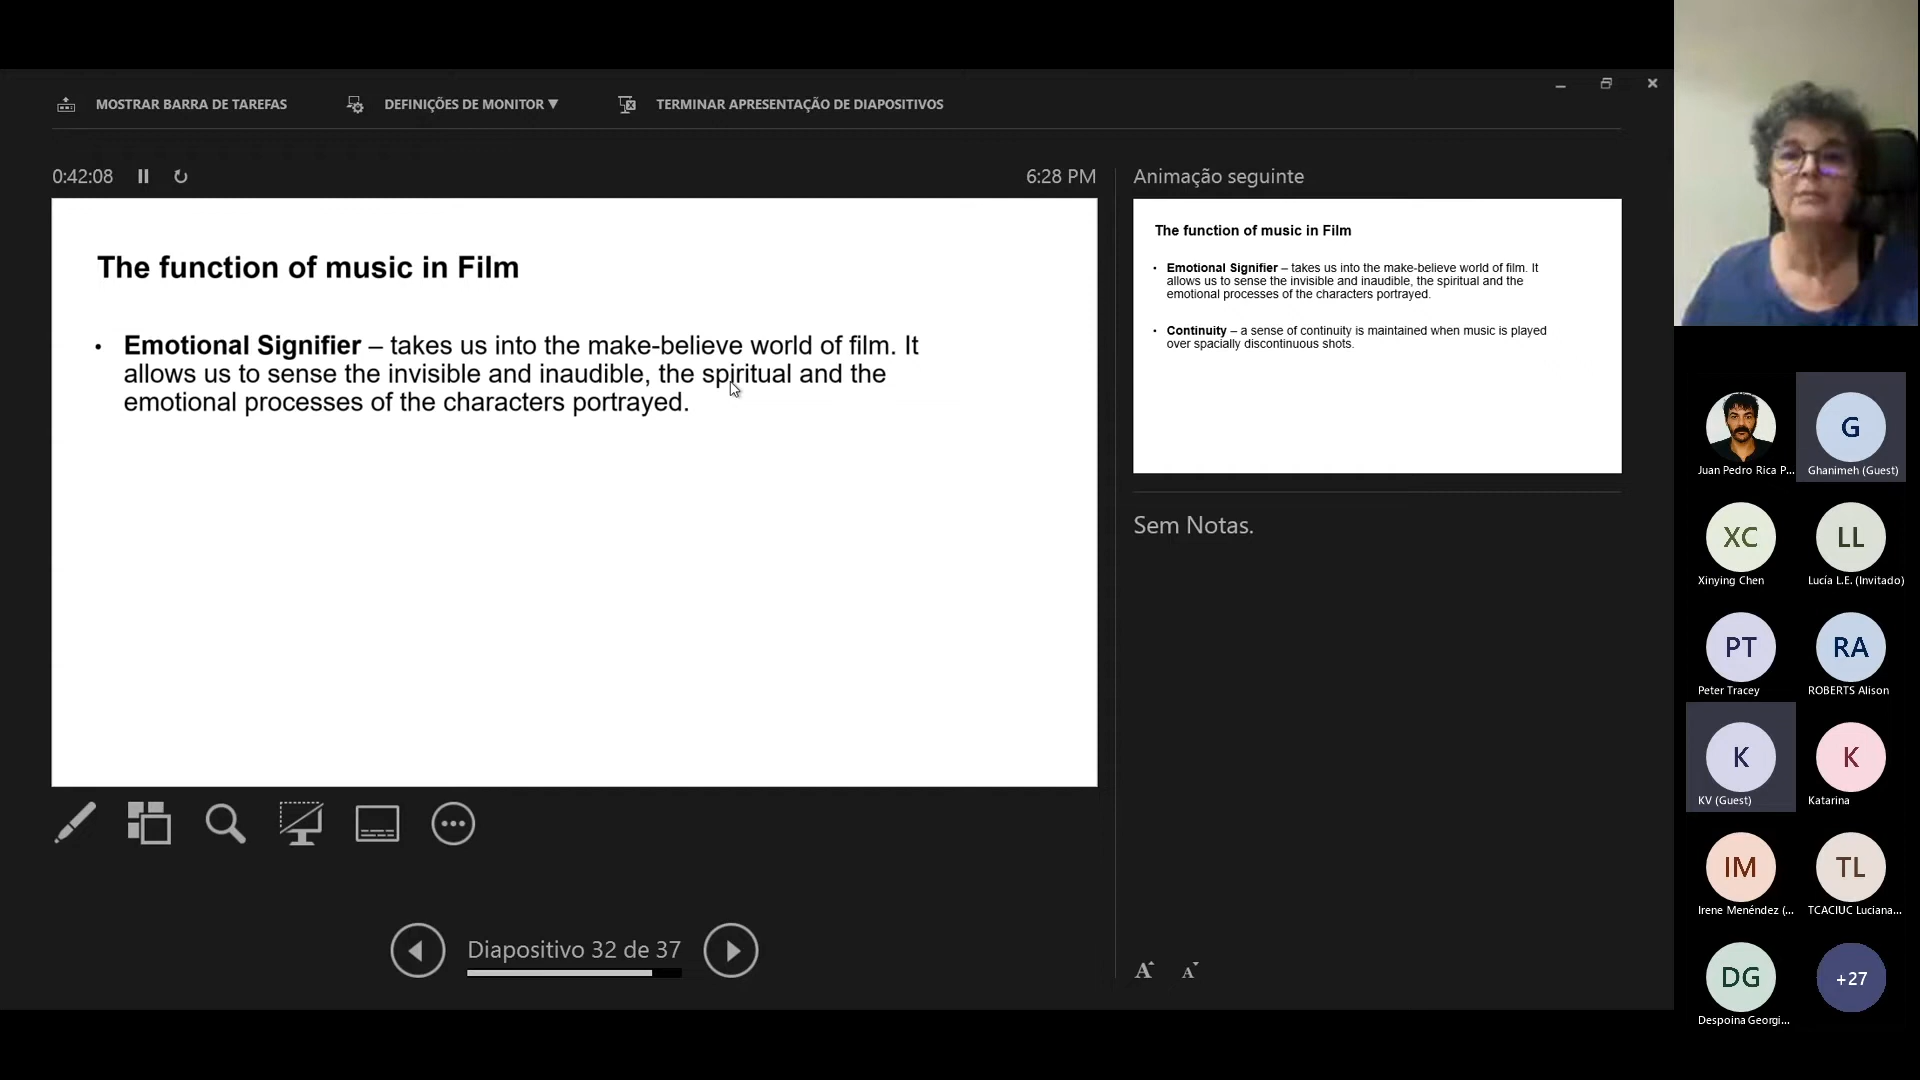 MOSTRAR BARRA DE TAREFAS
DEFINIÇÕES DE MONITOR ▼
TERMINAR APRESENTAÇÃO DE DIAPOSITIVOS
0:42:08
6:28 PM
The function of music in Film
• Emotional Signifier – takes us into the make-believe world of film. It
allows us to sense the invisible and inaudible, the spiritual and the
emotional processes of the characters portrayed.
Diapositivo 32 de 37
Animação seguinte
The function of music in Film
• Emotional Signifier – takes us into the make-believe world of film. It
allows us to sense the invisible and inaudible, the spiritual and the
emotional processes of the characters portrayed.
• Continuity – a sense of continuity is maintained when music is played
over spacially discontinuous shots.
Sem Notas.
A A
Juan Pedro Rica P...
G
Ghanimeh (Guest)
XC
Xinying Chen
LL
Lucía L.E. (Invitado)
PT
Peter Tracey
RA
ROBERTS Alison
K
KV (Guest)
K
Katarina
IM
Irene Menéndez (...
TL
TCACIUC Luciana...
DG
Despoina Georgi...
+27